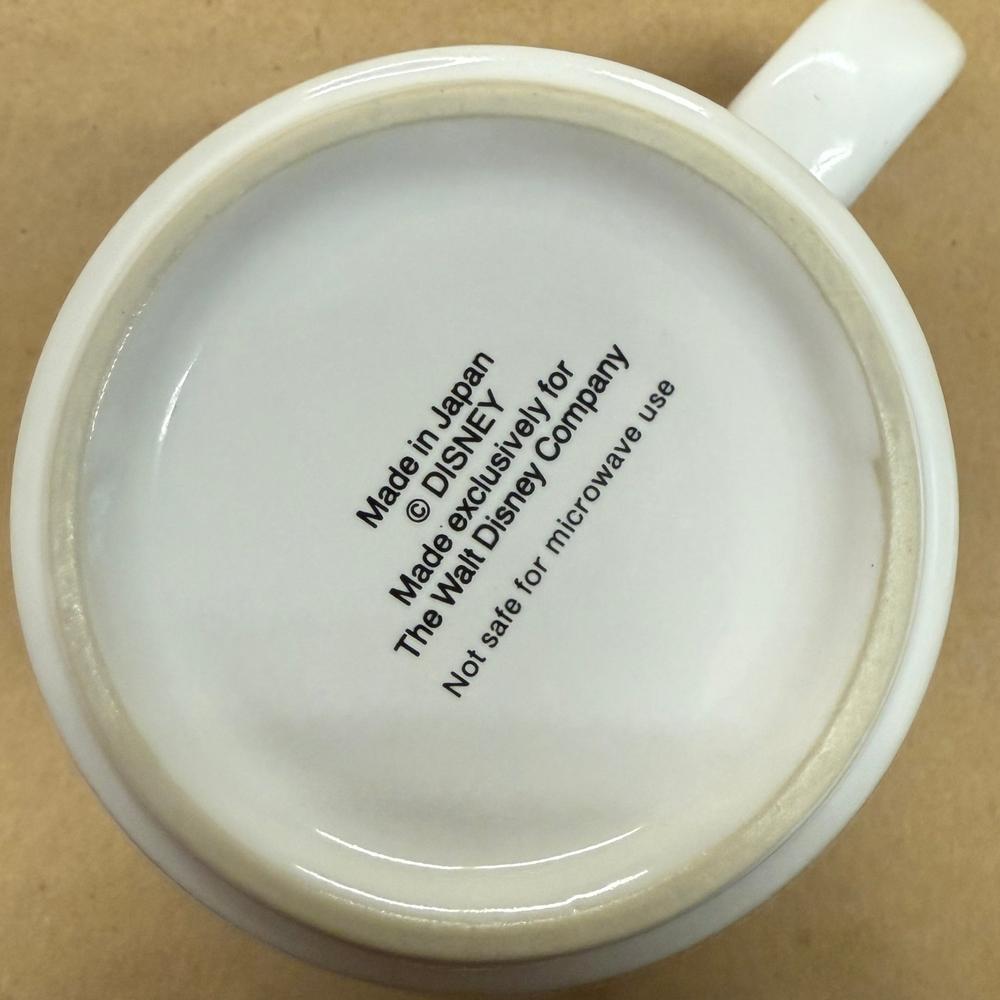 Made in Japan
© DISNEY
Made exclusively for
The Walt Disney Company
Not safe for microwave use